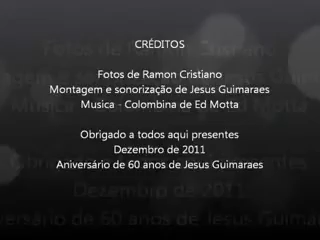 CRÉDITOS
Fotos de Ramon Cristiano
Montagem e sonorização de Jesus Guimaraes
Musica - Colombina de Ed Motta
Obrigado a todos aqui presentes
Dezembro de 2011
Aniversário de 60 anos de Jesus Guimaraes